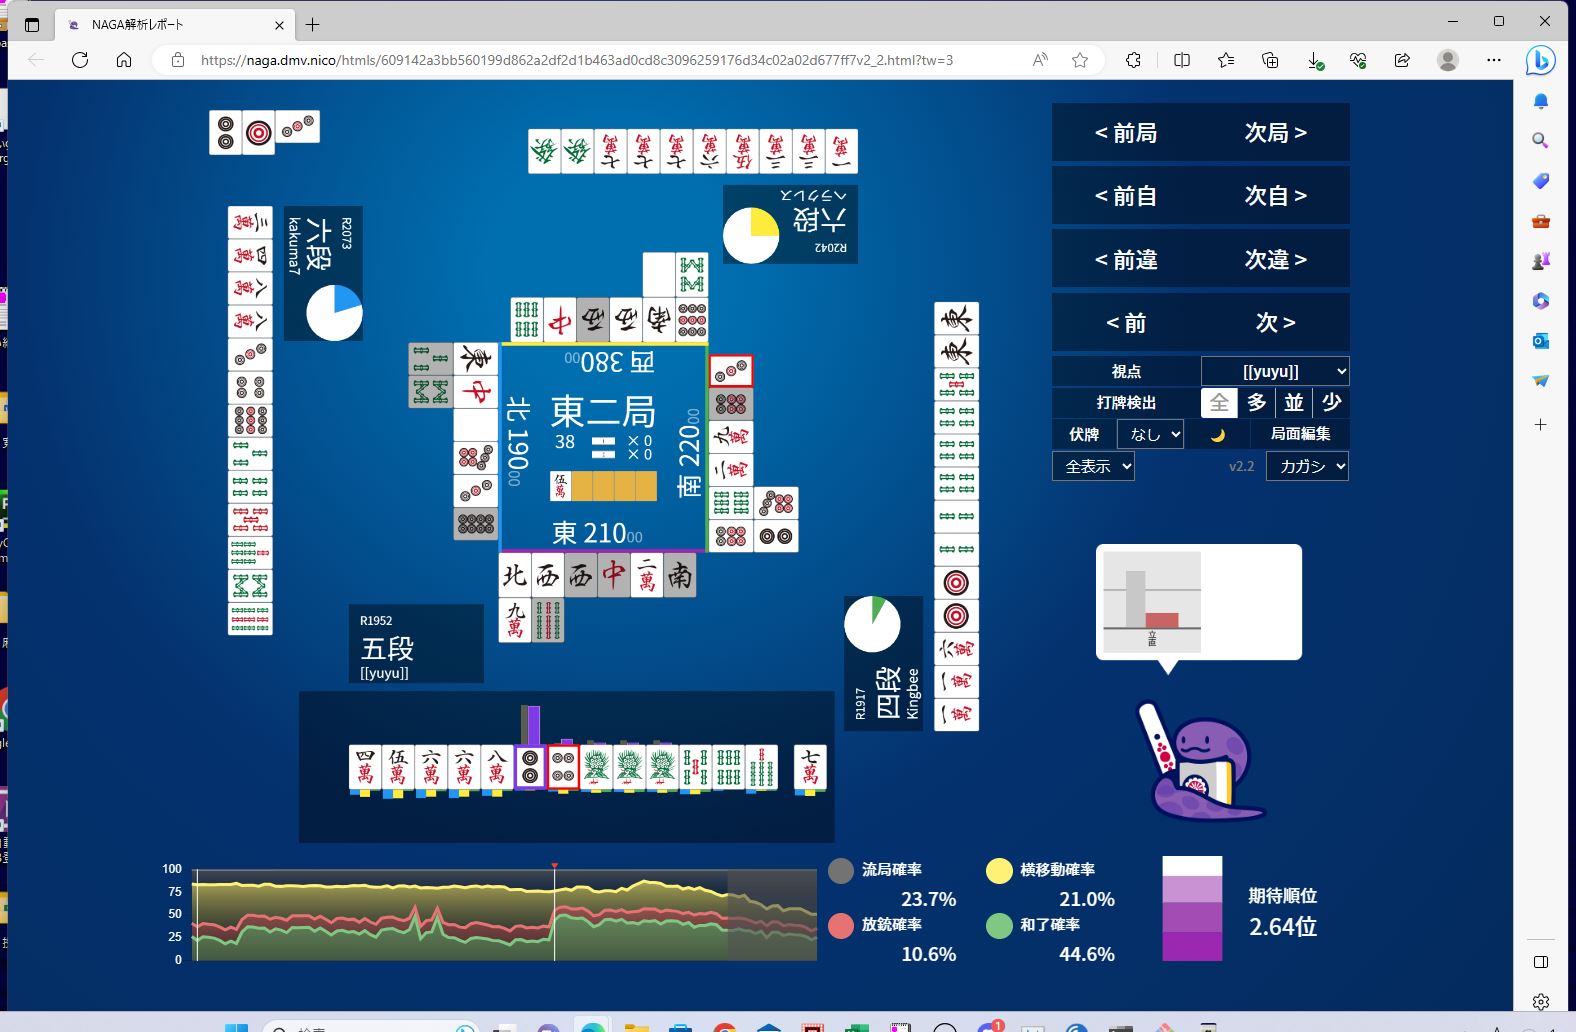 NAGA解析レポート
https://naga.dmv.nico/htmls/609142a3bb560199d862a2df2d1b463ad0cd8c3096259176d34c02a02d677ff7v2_2.html?tw=3
< 前局 次局 >
< 前自 次自 >
< 前違 次違 >
< 前 次 >
視点 [[yuyu]]
打牌検出 全 多 並 少
伏牌 なし 局面編集
全表示 v2.2 カガシ
R2073
六段
kakuma7
R2042
六段
ヘラクレス
西 38000
北 19000
東二局
38 × 0
× 0
南 22000
東 21000
R1952
五段
[[yuyu]]
R1917
四段
Kingbee
立直
100
75
50
25
0
流局確率
23.7%
横移動確率
21.0%
放銃確率
10.6%
和了確率
44.6%
期待順位
2.64位
検索
1